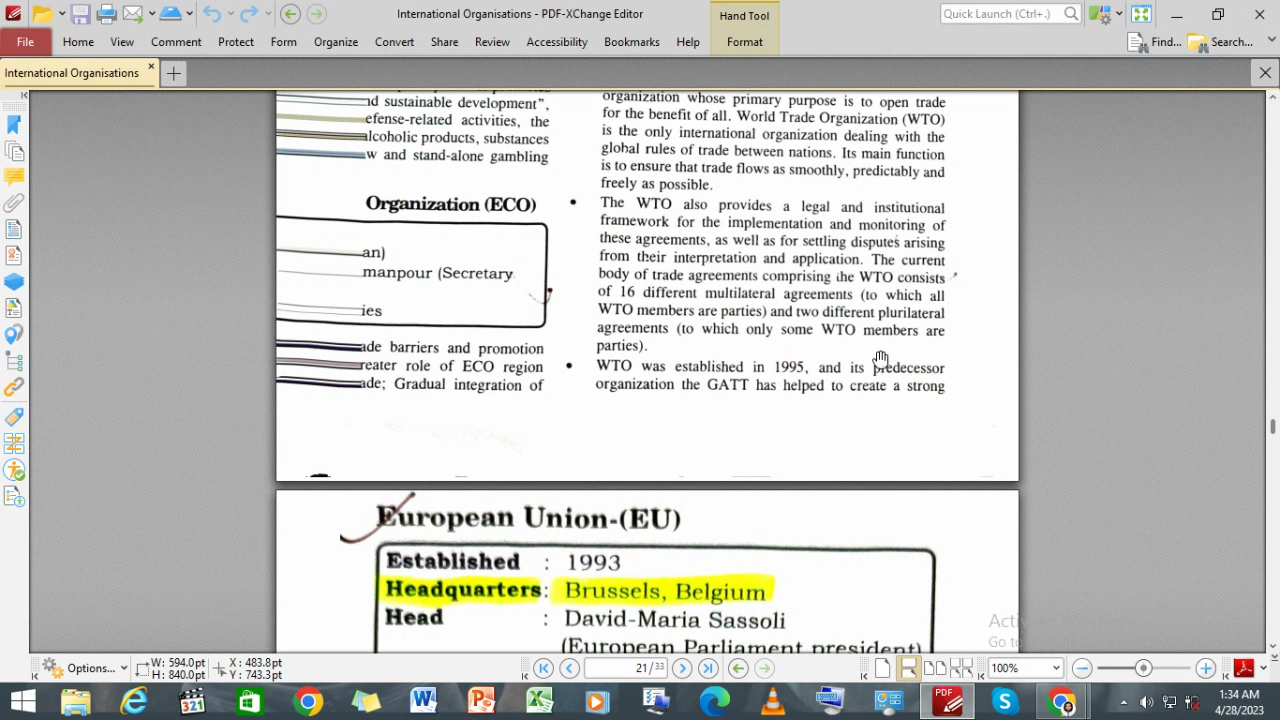 International Organisations - PDF-XChange Editor
Hand Tool
Quick Launch (Ctrl+.)
File
Home
View
Comment
Protect
Form
Organize
Convert
Share
Review
Accessibility
Bookmarks
Help
Format
Find...
Search...
International Organisations
d sustainable development",
efense-related activities, the
lcoholic products, substances
w and stand-alone gambling
Organization (ECO)
an)
manpour (Secretary
ies
ade barriers and promotion
reater role of ECO region
ade; Gradual integration of
organization whose primary purpose is to open trade
for the benefit of all. World Trade Organization (WTO)
is the only international organization dealing with the
global rules of trade between nations. Its main function
is to ensure that trade flows as smoothly, predictably and
freely as possible.
• The WTO also provides a legal and institutional
framework for the implementation and monitoring of
these agreements, as well as for settling disputes arising
from their interpretation and application. The current
body of trade agreements comprising the WTO consists
of 16 different multilateral agreements (to which all
WTO members are parties) and two different plurilateral
agreements (to which only some WTO members are
parties).
• WTO was established in 1995, and its predecessor
organization the GATT has helped to create a strong
European Union-(EU)
Established : 1993
Headquarters: Brussels, Belgium
Head : David-Maria Sassoli
(European Parliament president)
Go to
Options...
W: 594.0pt
H: 840.0pt
X: 483.8pt
Y: 743.3pt
21 / 33
100%
1:34 AM
4/28/2023